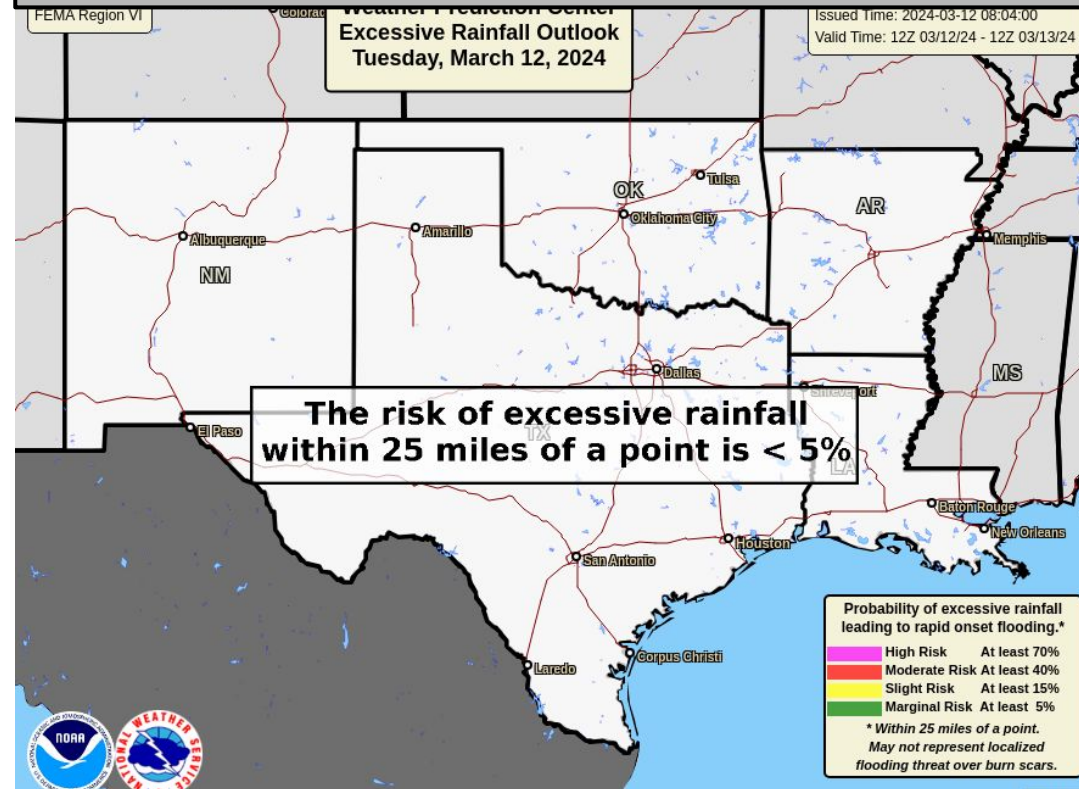 FEMA Region VI
Colorad
Weather Prediction Center
Excessive Rainfall Outlook
Tuesday, March 12, 2024
Issued Time: 2024-03-12 08:04:00
Valid Time: 12Z 03/12/24 - 12Z 03/13/24
OK
Tulsa
Oklahoma City
AR
Memphis
Albuquerque
Amarillo
NM
Dallas
MS
Shreveport
The risk of excessive rainfall
within 25 miles of a point is < 5%
TX
LA
El Paso
Baton Rouge
New Orleans
Houston
San Antonio
Corpus Christi
Laredo
Probability of excessive rainfall
leading to rapid onset flooding.*
High Risk At least 70%
Moderate Risk At least 40%
Slight Risk At least 15%
Marginal Risk At least 5%
* Within 25 miles of a point.
May not represent localized
flooding threat over burn scars.
NOAA
NATIONAL WEATHER SERVICE